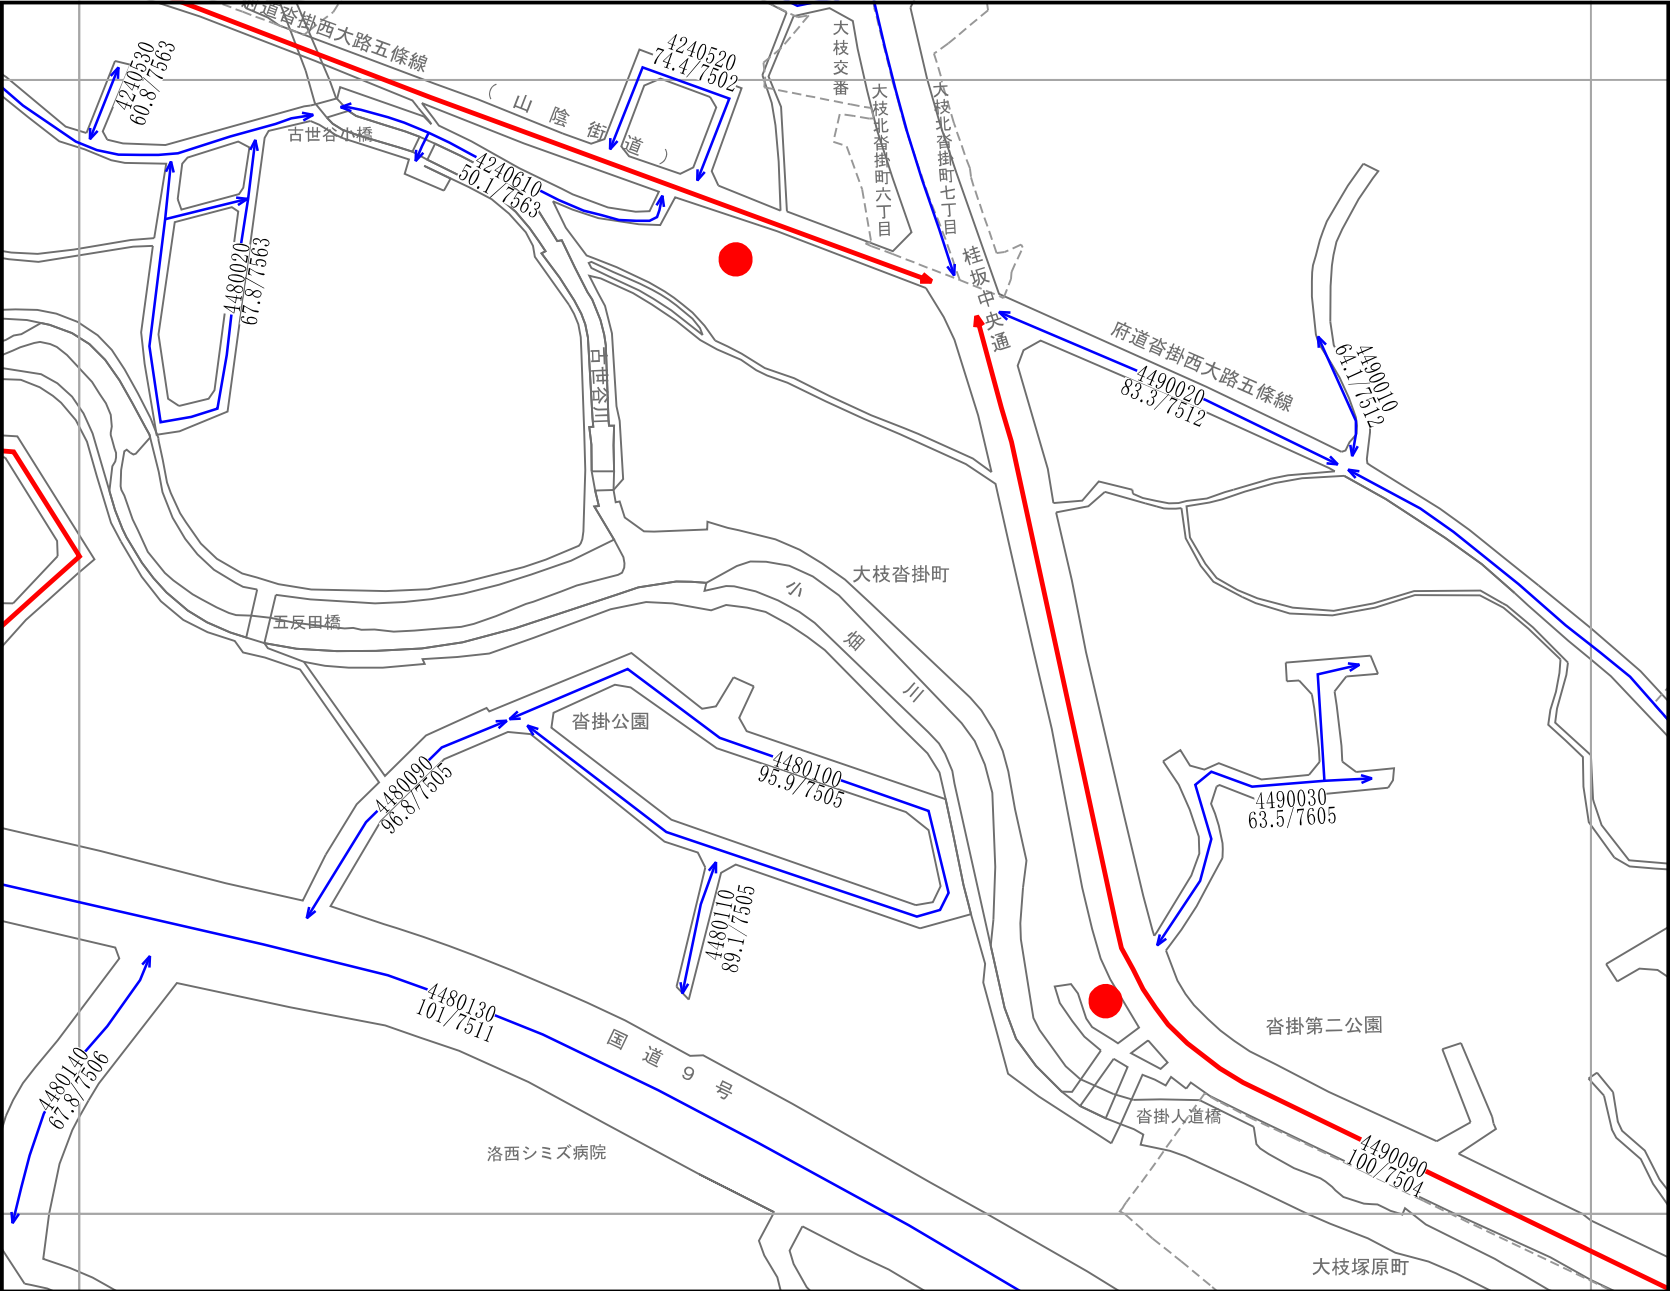 府道沓掛西大路五條線
(山陰街道)
4240530
60.8/7563
4240520
74.4/7502
大枝交番
大枝北沓掛町六丁目
大枝北沓掛町七丁目
古世谷小橋
4240610
50.1/7563
4480020
67.8/7563
桂坂中央通
府道沓掛西大路五條線
4490010
64.1/7512
4490020
83.3/7512
古世谷川
大枝沓掛町
小畑川
五反田橋
沓掛公園
4480100
95.9/7505
4480090
96.8/7505
4490030
63.5/7605
4480110
89.1/7505
4480130
101/7511
国道9号
沓掛第二公園
4480140
67.8/7506
沓掛人道橋
洛西シミズ病院
4490090
100/7504
大枝塚原町